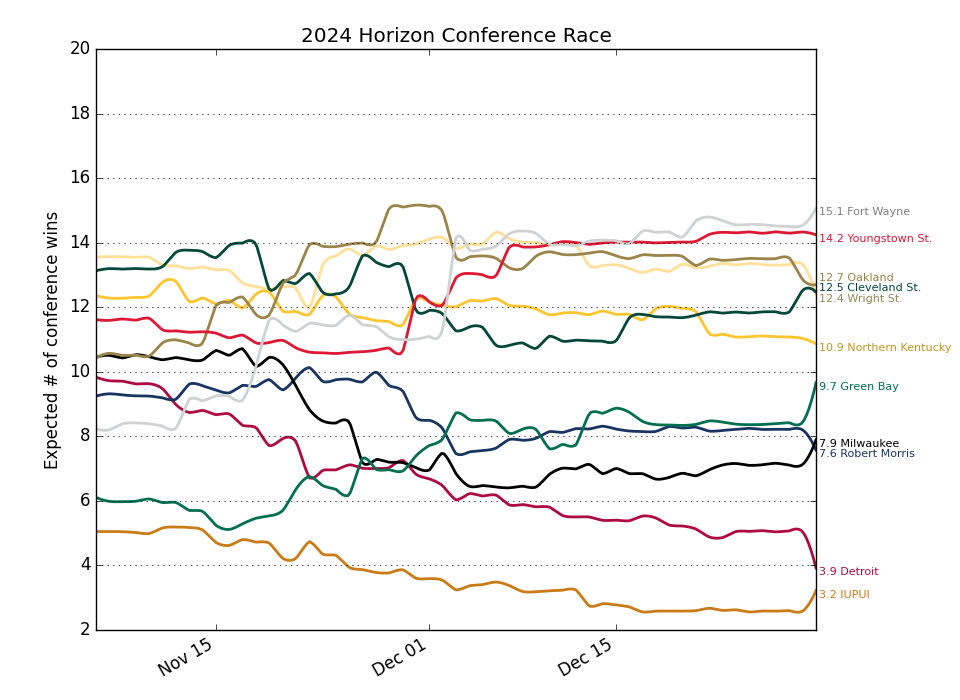 2024 Horizon Conference Race
Expected # of conference wins
20
18
16
14
12
10
8
6
4
2
Nov 15
Dec 01
Dec 15
15.1 Fort Wayne
14.2 Youngstown St.
12.7 Oakland
12.5 Cleveland St.
12.4 Wright St.
10.9 Northern Kentucky
9.7 Green Bay
7.9 Milwaukee
7.6 Robert Morris
3.9 Detroit
3.2 IUPUI